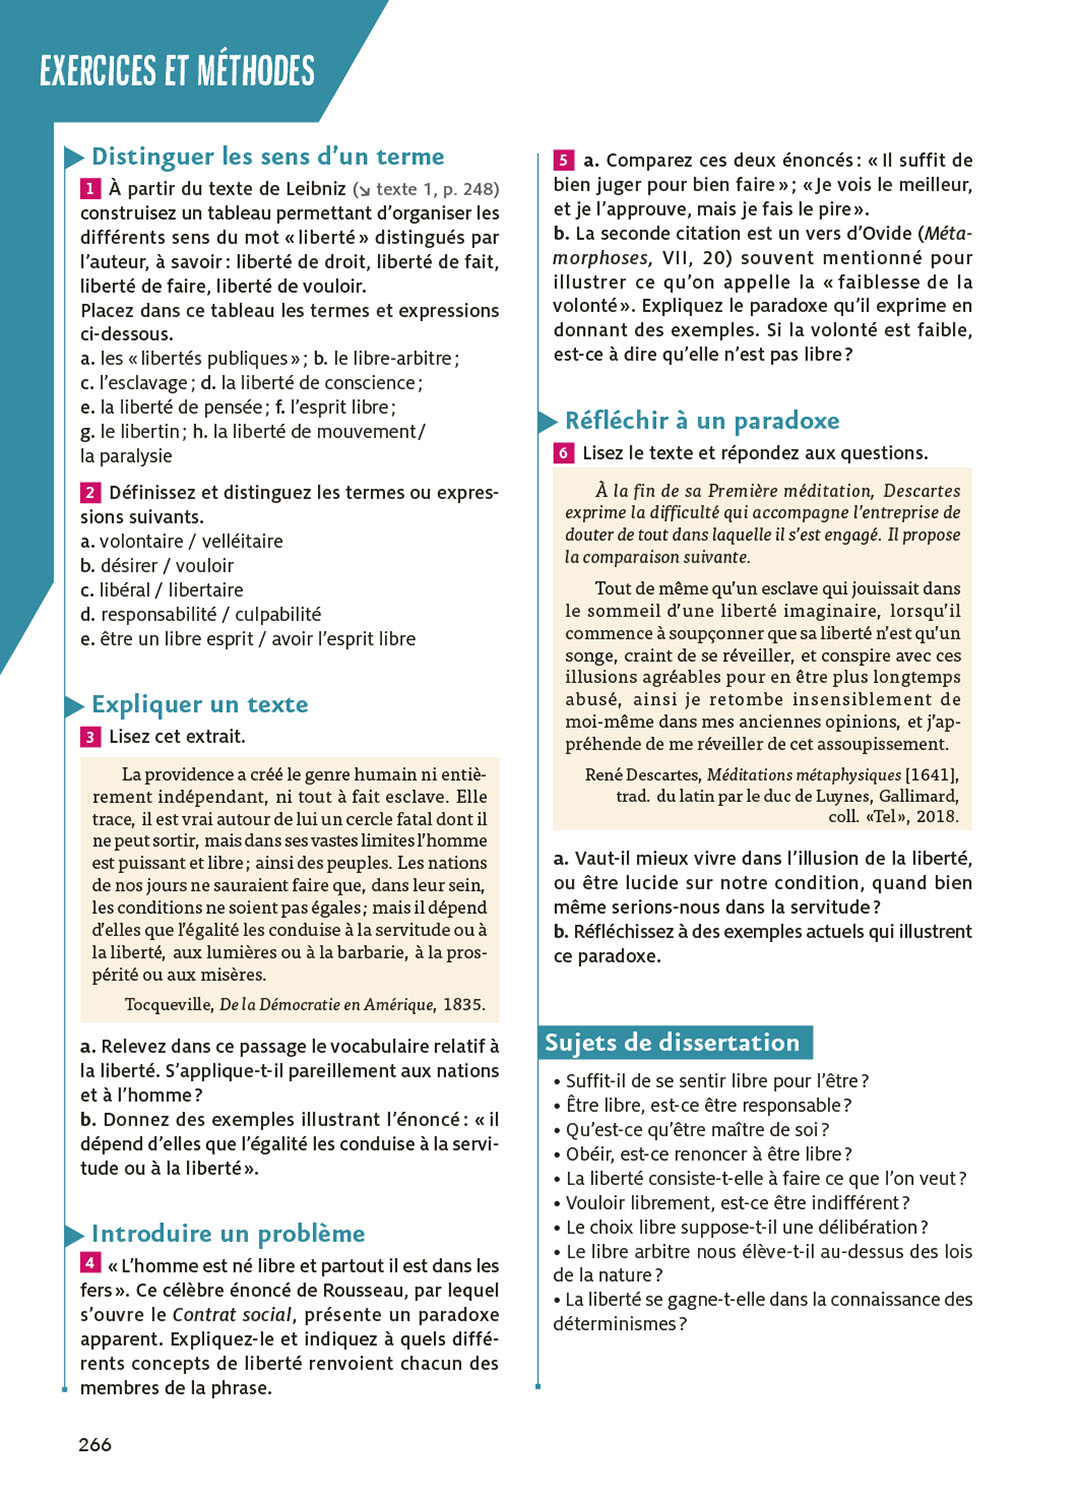 EXERCICES ET MÉTHODES
Distinguer les sens d’un terme
1 À partir du texte de Leibniz (↘ texte 1, p. 248)
construisez un tableau permettant d’organiser les
différents sens du mot « liberté » distingués par
l’auteur, à savoir : liberté de droit, liberté de fait,
liberté de faire, liberté de vouloir.
Placez dans ce tableau les termes et expressions
ci-dessous.
a. les « libertés publiques » ; b. le libre-arbitre ;
c. l’esclavage ; d. la liberté de conscience ;
e. la liberté de pensée ; f. l’esprit libre ;
g. le libertin ; h. la liberté de mouvement /
la paralysie
2 Définissez et distinguez les termes ou expres-
sions suivants.
a. volontaire / velléitaire
b. désirer / vouloir
c. libéral / libertaire
d. responsabilité / culpabilité
e. être un libre esprit / avoir l’esprit libre
Expliquer un texte
3 Lisez cet extrait.
La providence a créé le genre humain ni entiè-
rement indépendant, ni tout à fait esclave. Elle
trace, il est vrai autour de lui un cercle fatal dont il
ne peut sortir, mais dans ses vastes limites l’homme
est puissant et libre ; ainsi des peuples. Les nations
de nos jours ne sauraient faire que, dans leur sein,
les conditions ne soient pas égales ; mais il dépend
d’elles que l’égalité les conduise à la servitude ou à
la liberté, aux lumières ou à la barbarie, à la pros-
périté ou aux misères.
Tocqueville, De la Démocratie en Amérique, 1835.
a. Relevez dans ce passage le vocabulaire relatif à
la liberté. S’applique-t-il pareillement aux nations
et à l’homme ?
b. Donnez des exemples illustrant l’énoncé : « il
dépend d’elles que l’égalité les conduise à la servi-
tude ou à la liberté ».
Introduire un problème
4 « L’homme est né libre et partout il est dans les
fers ». Ce célèbre énoncé de Rousseau, par lequel
s’ouvre le Contrat social, présente un paradoxe
apparent. Expliquez-le et indiquez à quels diffé-
rents concepts de liberté renvoient chacun des
membres de la phrase.
5 a. Comparez ces deux énoncés : « Il suffit de
bien juger pour bien faire » ; « Je vois le meilleur,
et je l’approuve, mais je fais le pire ».
b. La seconde citation est un vers d’Ovide (Méta-
morphoses, VII, 20) souvent mentionné pour
illustrer ce qu’on appelle la « faiblesse de la
volonté ». Expliquez le paradoxe qu’il exprime en
donnant des exemples. Si la volonté est faible,
est-ce à dire qu’elle n’est pas libre ?
Réfléchir à un paradoxe
6 Lisez le texte et répondez aux questions.
À la fin de sa Première méditation, Descartes
exprime la difficulté qui accompagne l’entreprise de
douter de tout dans laquelle il s’est engagé. Il propose
la comparaison suivante.
Tout de même qu’un esclave qui jouissait dans
le sommeil d’une liberté imaginaire, lorsqu’il
commence à soupçonner que sa liberté n’est qu’un
songe, craint de se réveiller, et conspire avec ces
illusions agréables pour en être plus longtemps
abusé, ainsi je retombe insensiblement de
moi-même dans mes anciennes opinions, et j’ap-
préhende de me réveiller de cet assoupissement.
René Descartes, Méditations métaphysiques [1641],
trad. du latin par le duc de Luynes, Gallimard,
coll. «Tel», 2018.
a. Vaut-il mieux vivre dans l’illusion de la liberté,
ou être lucide sur notre condition, quand bien
même serions-nous dans la servitude ?
b. Réfléchissez à des exemples actuels qui illustrent
ce paradoxe.
Sujets de dissertation
• Suffit-il de se sentir libre pour l’être ?
• Être libre, est-ce être responsable ?
• Qu’est-ce qu’être maître de soi ?
• Obéir, est-ce renoncer à être libre ?
• La liberté consiste-t-elle à faire ce que l’on veut ?
• Vouloir librement, est-ce être indifférent ?
• Le choix libre suppose-t-il une délibération ?
• Le libre arbitre nous élève-t-il au-dessus des lois
de la nature ?
• La liberté se gagne-t-elle dans la connaissance des
déterminismes ?
266